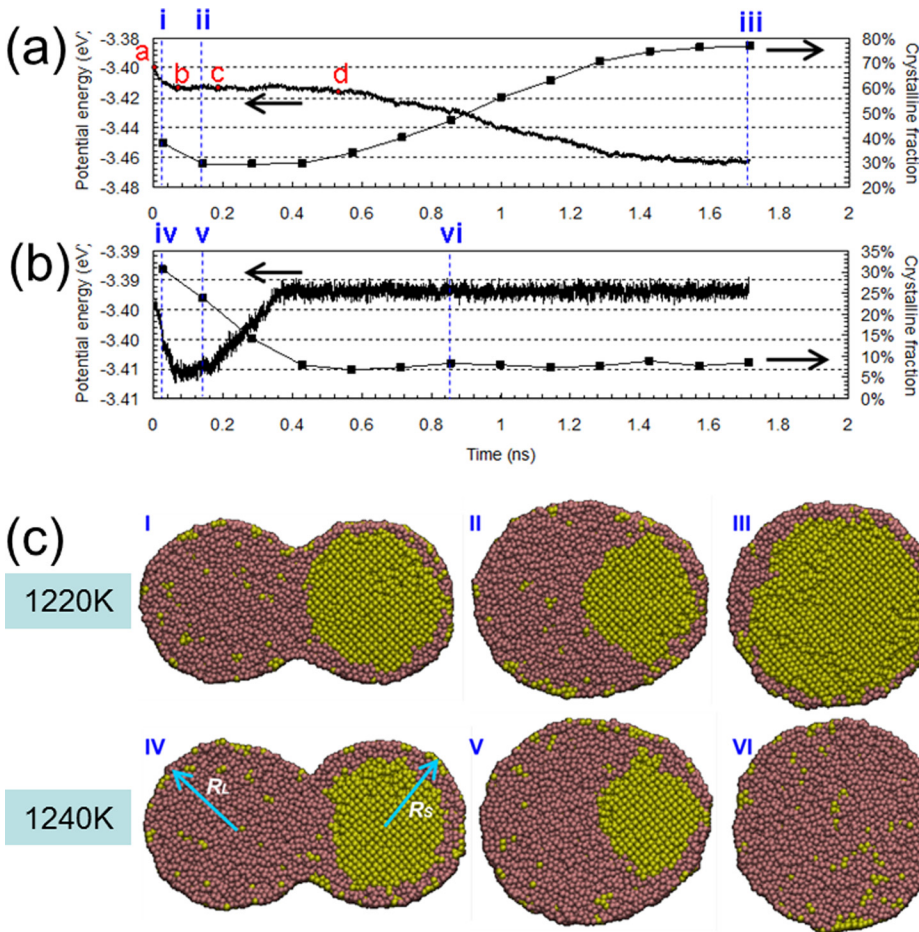 i ii iii
(a)
Potential energy (eV)
-3.38
-3.40
-3.42
-3.44
-3.46
-3.48
a b c d
80%
70%
60%
50%
40%
30%
20%
Crystalline fraction
0 0.2 0.4 0.6 0.8 1 1.2 1.4 1.6 1.8 2
iv v vi
(b)
Potential energy (eV)
-3.39
-3.39
-3.40
-3.40
-3.41
-3.41
35%
30%
25%
20%
15%
10%
5%
0%
Crystalline fraction
0 0.2 0.4 0.6 0.8 1 1.2 1.4 1.6 1.8 2
Time (ns)
(c)
I II III
1220K
IV V VI
RL RS
1240K